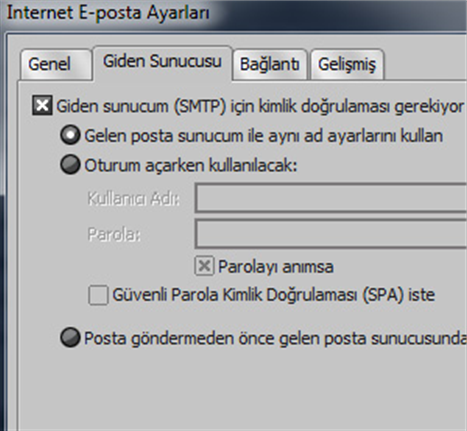 Internet E-posta Ayarları
Genel Giden Sunucusu Bağlantı Gelişmiş
Giden sunucum (SMTP) için kimlik doğrulaması gerekiyor
Gelen posta sunucum ile aynı ad ayarlarını kullan
Oturum açarken kullanılacak:
Kullanıcı Adı:
Parola:
Parolayı anımsa
Güvenli Parola Kimlik Doğrulaması (SPA) iste
Posta göndermeden önce gelen posta sunucusunda